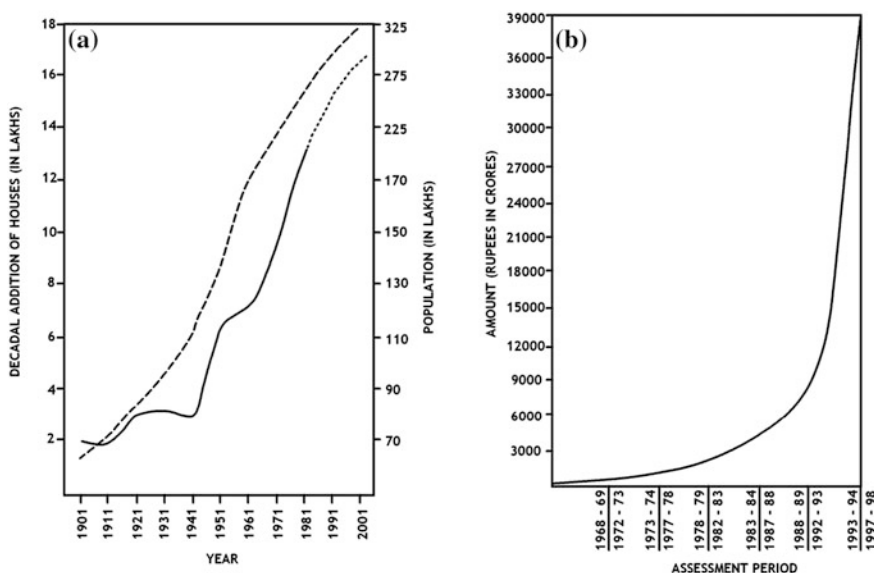 (a)
DECADAL ADDITION OF HOUSES (IN LAKHS)
18
16
14
12
10
8
6
4
2
325
275
225
170
150
130
110
90
70
POPULATION (IN LAKHS)
1901
1911
1921
1931
1941
1951
1961
1971
1981
1991
2001
YEAR
(b)
AMOUNT (RUPEES IN CRORES)
39000
36000
33000
30000
27000
24000
21000
18000
15000
12000
9000
6000
3000
1968 - 69
1972 - 73
1973 - 74
1977 - 78
1978 - 79
1982 - 83
1983 - 84
1987 - 88
1988 - 89
1992 - 93
1993 - 94
1997 - 98
ASSESSMENT PERIOD